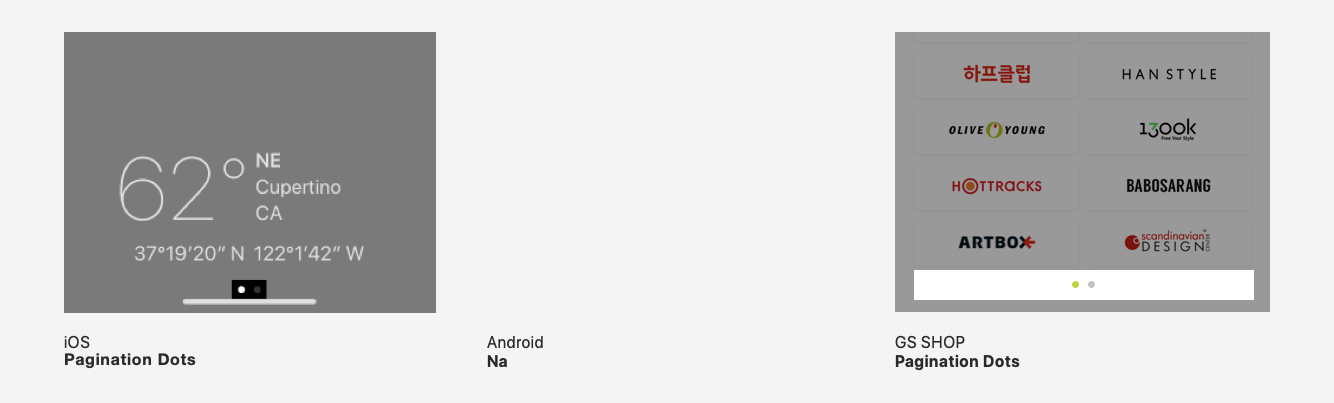 62° NE
Cupertino
CA
37°19’20” N 122°1’42” W
iOS
Pagination Dots
Android
Na
하프클럽
HAN STYLE
OLIVE YOUNG
1300k
Free Your Style
HOTTRACKS
BABOSARANG
ARTBOX
scandinavian
DESIGN CENTER
GS SHOP
Pagination Dots